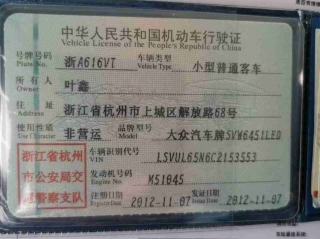 中华人民共和国机动车行驶证
Vehicle License of the People's Republic of China
号牌号码 浙A616VT 车辆类型 小型普通客车
Plate No. Vehicle Type
所有人 叶鑫
Owner
住址 浙江省杭州市上城区解放路68号
Address
使用性质 非营运 品牌型号 大众汽车牌SVW6451LED
Use Character Model
浙江省杭州市公安局交通警察支队
车辆识别代号 LSVUL65N6C2153553
VIN
发动机号码 M51045
Engine No.
注册日期 2012-11-07 发证日期 2012-11-07
Register Date Issue Date